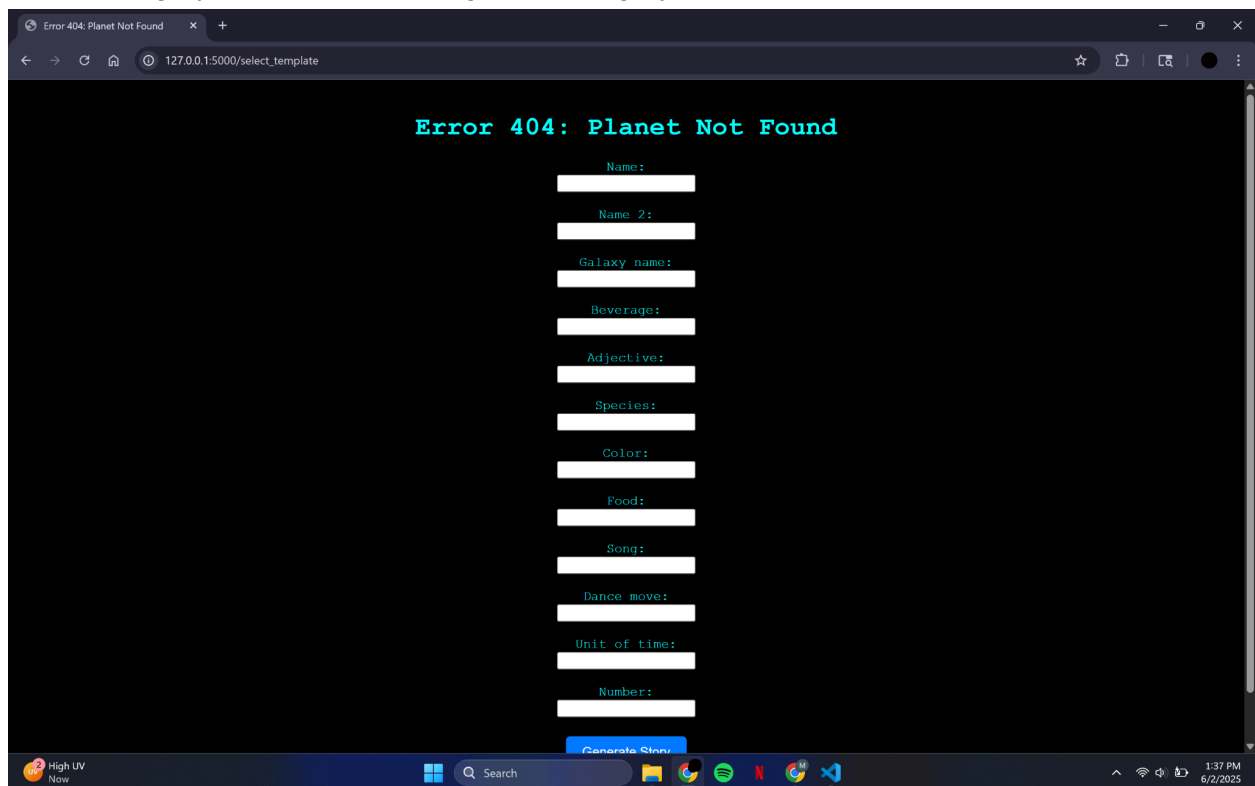 Error 404: Planet Not Found
127.0.0.1:5000/select_template
Error 404: Planet Not Found
Name:
Name 2:
Galaxy name:
Beverage:
Adjective:
Species:
Color:
Food:
Song:
Dance move:
Unit of time:
Number:
Generate Story
2
High UV
Now
Search
M
1:37 PM
6/2/2025